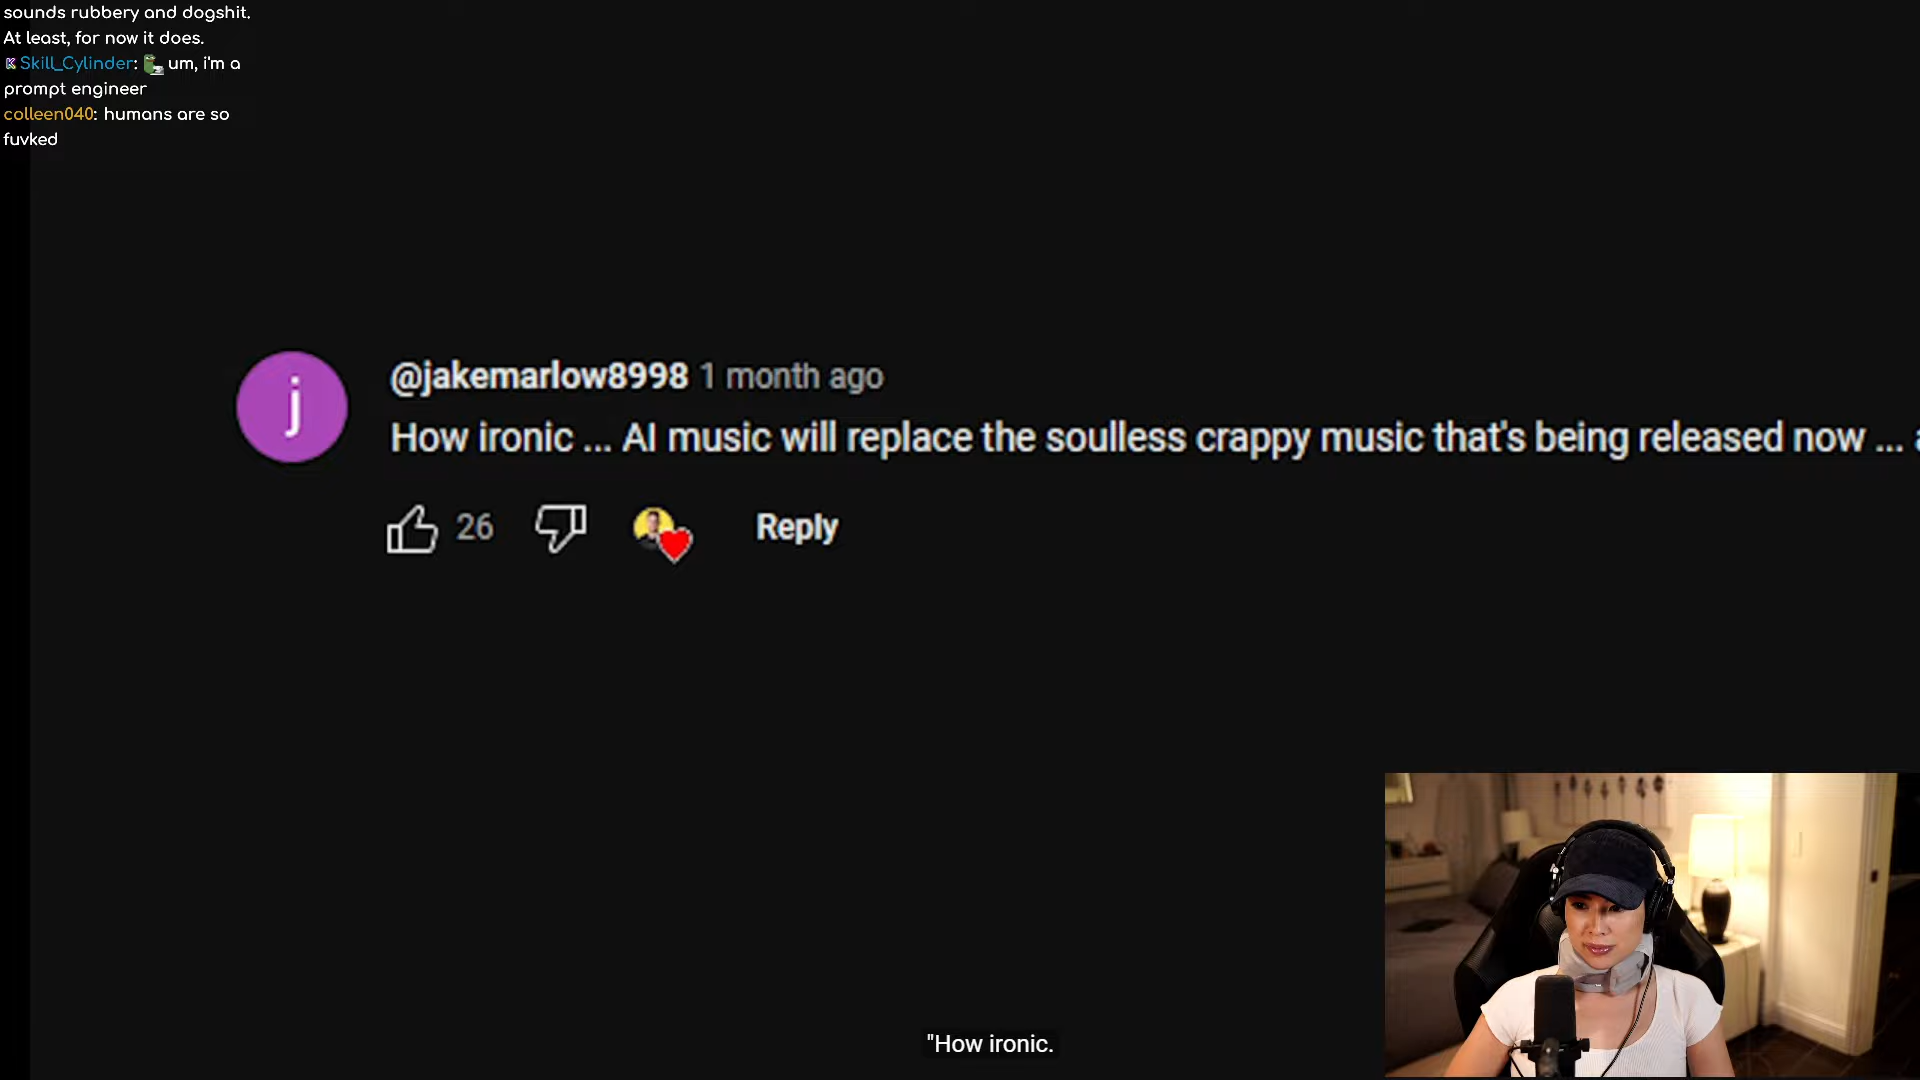 sounds rubbery and dogshit.
At least, for now it does.
Skill_Cylinder: um, i'm a
prompt engineer
colleen040: humans are so
fuvked
j
@jakemarlow8998 1 month ago
How ironic ... AI music will replace the soulless crappy music that's being released now ...
26
Reply
"How ironic.